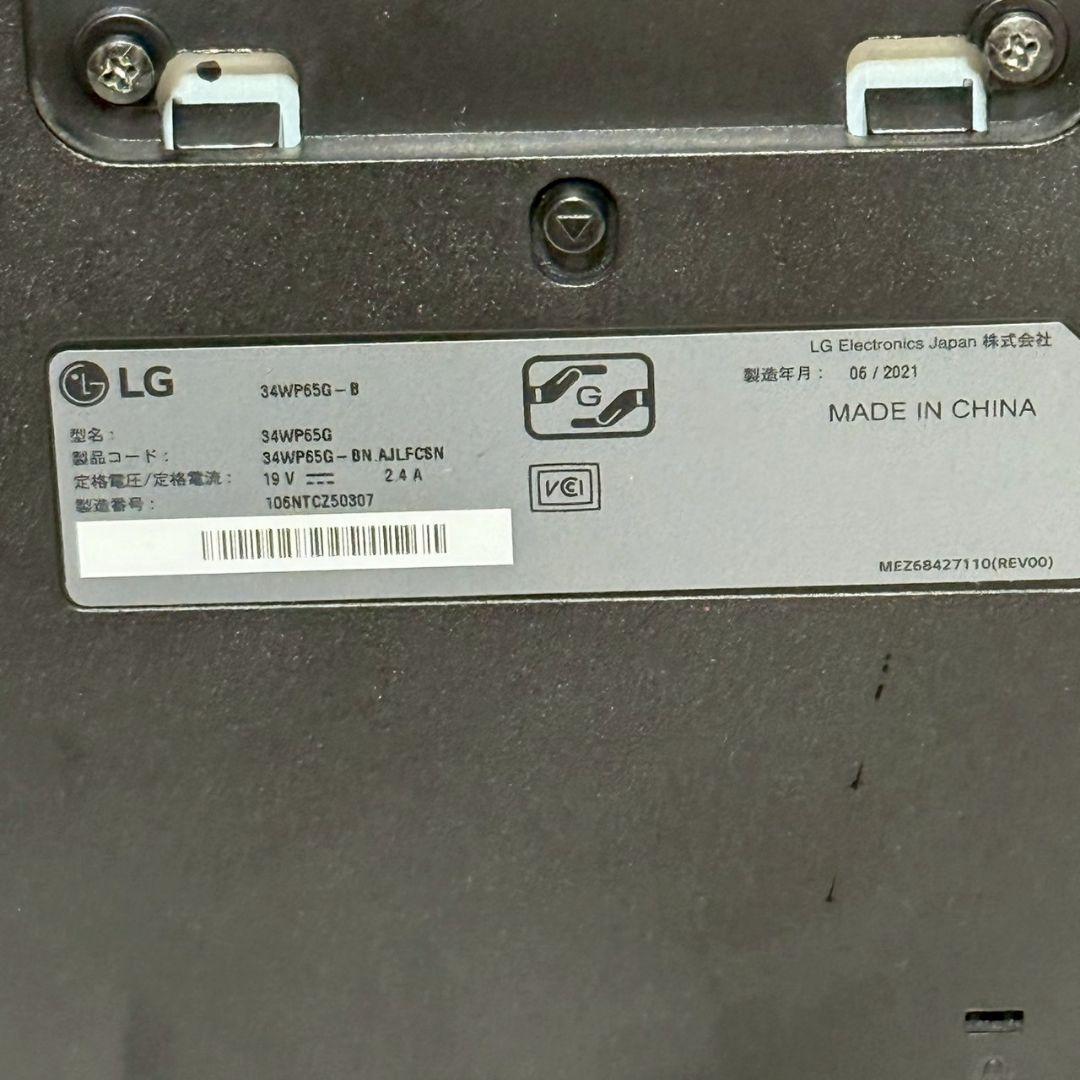 LG
34WP65G-B
型名： 34WP65G
製品コード： 34WP65G-BN.AJLFCSN
定格電圧/定格電流： 19 V ⎓ 2.4 A
製造番号： 106NTCZ50307
G
VCCI
LG Electronics Japan 株式会社
製造年月： 06 / 2021
MADE IN CHINA
MEZ68427110(REV00)